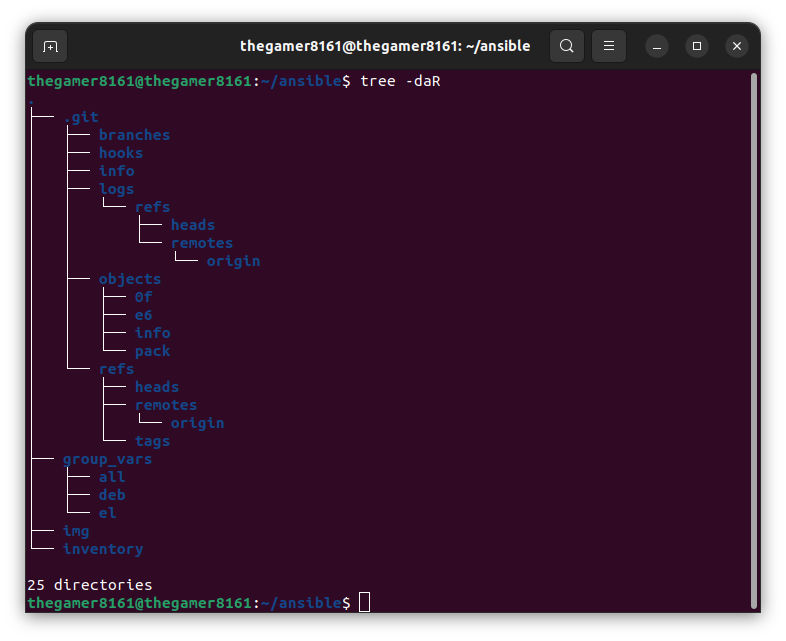 thegamer8161@thegamer8161: ~/ansible
thegamer8161@thegamer8161:~/ansible$ tree -daR
.
├── .git
│   ├── branches
│   ├── hooks
│   ├── info
│   ├── logs
│   │   └── refs
│   │       ├── heads
│   │       └── remotes
│   │           └── origin
│   ├── objects
│   │   ├── 0f
│   │   ├── e6
│   │   ├── info
│   │   └── pack
│   └── refs
│       ├── heads
│       ├── remotes
│       │   └── origin
│       └── tags
├── group_vars
│   ├── all
│   ├── deb
│   └── el
├── img
└── inventory
25 directories
thegamer8161@thegamer8161:~/ansible$